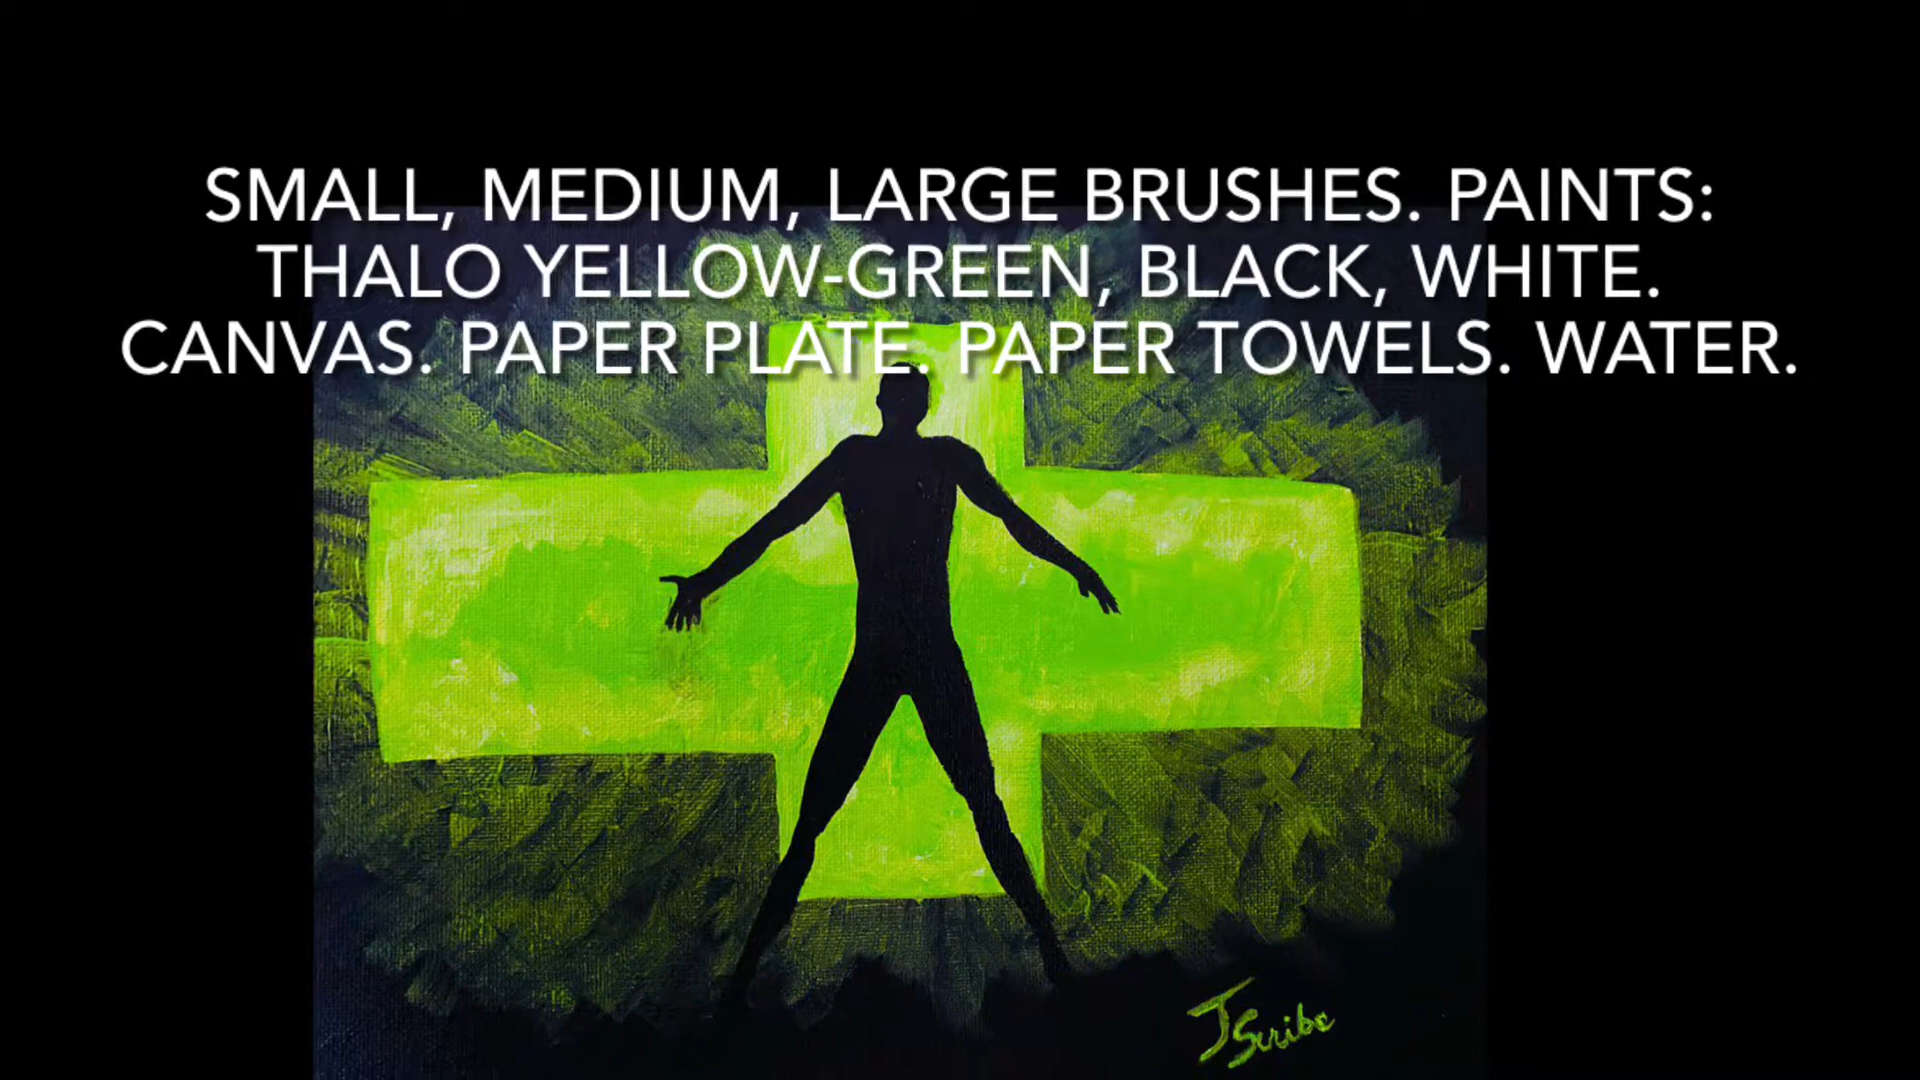 SMALL, MEDIUM, LARGE BRUSHES. PAINTS:
THALO YELLOW-GREEN, BLACK, WHITE.
CANVAS. PAPER PLATE. PAPER TOWELS. WATER.
J Scribe